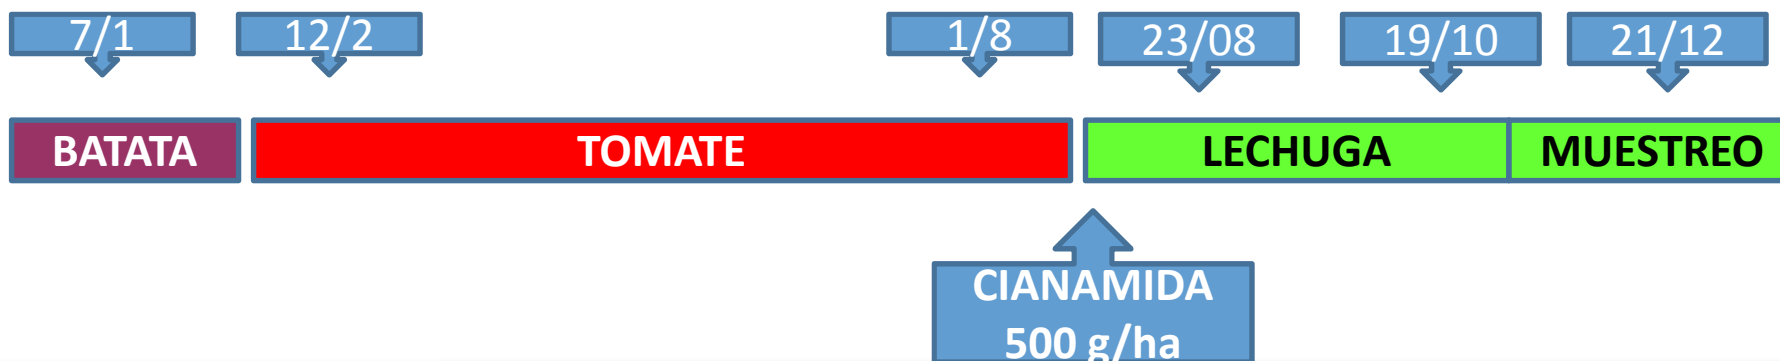 7/1
12/2
1/8
23/08
19/10
21/12
BATATA
TOMATE
LECHUGA
MUESTREO
CIANAMIDA
500 g/ha